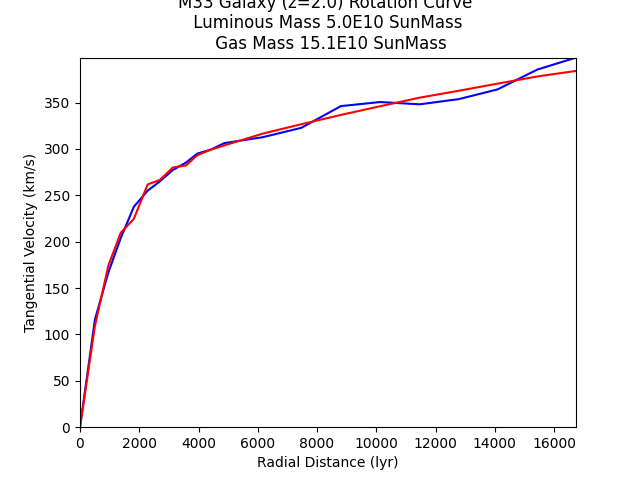 M33 Galaxy (z=2.0) Rotation Curve
Luminous Mass 5.0E10 SunMass
Gas Mass 15.1E10 SunMass
350
300
250
200
150
100
50
0
Tangential Velocity (km/s)
0 2000 4000 6000 8000 10000 12000 14000 16000
Radial Distance (lyr)